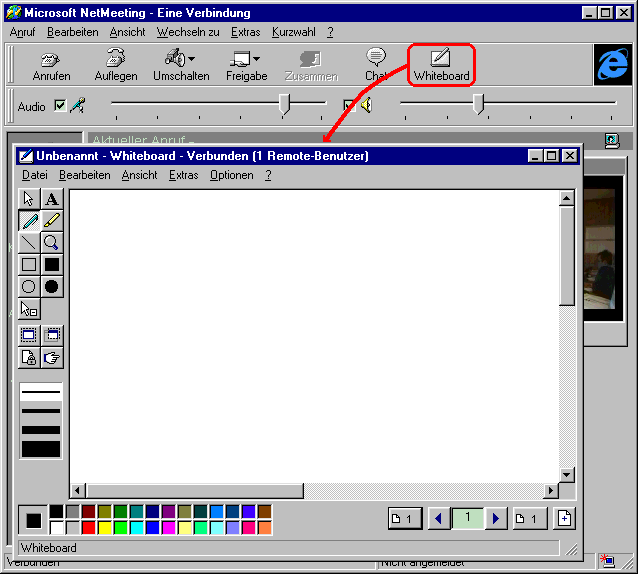 Microsoft NetMeeting - Eine Verbindung
Anruf Bearbeiten Ansicht Wechseln zu Extras Kurzwahl ?
Anrufen Auflegen Umschalten Freigabe Zusammen Chat Whiteboard
Audio
Aktueller Anruf -
Unbenannt - Whiteboard - Verbunden (1 Remote-Benutzer)
Datei Bearbeiten Ansicht Extras Optionen ?
A
1 1 1
Whiteboard
Verbunden Nicht angemeldet